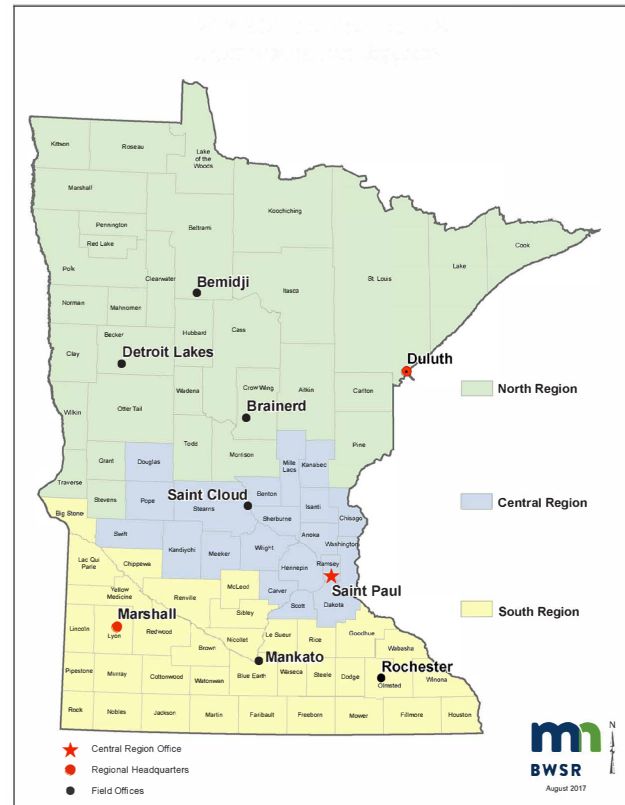 Kittson
Roseau
Lake
of the
Woods
Marshall
Koochiching
Pennington
Beltrami
Red Lake
Cook
Lake
St. Louis
Polk
Clearwater
Itasca
Bemidji
Norman
Mahnomen
Hubbard
Cass
Becker
Clay
Detroit Lakes
Duluth
North Region
Wadena
Crow Wing
Aitkin
Carlton
Brainerd
Wilkin
Otter Tail
Pine
Todd
Morrison
Mille
Lacs
Kanabec
Grant
Douglas
Traverse
Stevens
Pope
Saint Cloud
Stearns
Benton
Big Stone
Sherburne
Isanti
Chisago
Central Region
Swift
Anoka
Washington
Kandiyohi
Meeker
Wright
Hennepin
Ramsey
Lac Qui
Parle
Chippewa
Saint Paul
Yellow
Medicine
Renville
McLeod
Carver
Scott
Dakota
Sibley
South Region
Marshall
Lincoln
Lyon
Redwood
Nicollet
Le Sueur
Rice
Goodhue
Wabasha
Brown
Mankato
Rochester
Pipestone
Murray
Cottonwood
Watonwan
Blue Earth
Waseca
Steele
Dodge
Olmsted
Winona
Rock
Nobles
Jackson
Martin
Faribault
Freeborn
Mower
Fillmore
Houston
Central Region Office
Regional Headquarters
Field Offices
mn
BWSR
August 2017
N